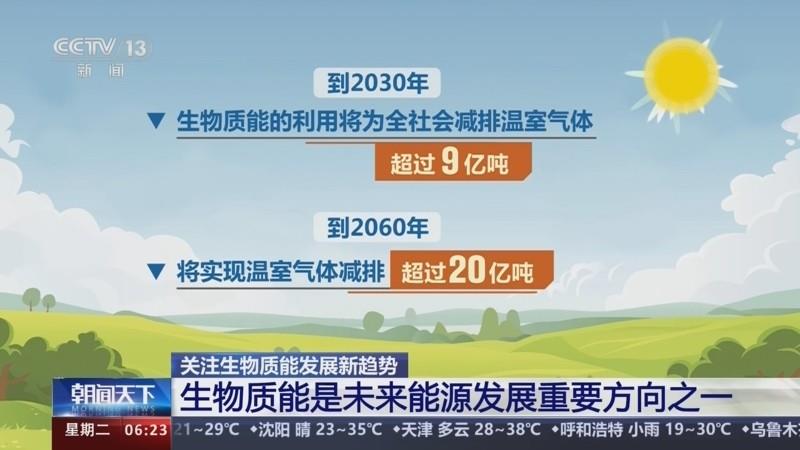 CCTV 13
新闻
到2030年
▼ 生物质能的利用将为全社会减排温室气体
超过9亿吨
到2060年
▼ 将实现温室气体减排 超过20亿吨
关注生物质能发展新趋势
朝闻天下
MORNING NEWS
生物质能是未来能源发展重要方向之一
星期二 06:23 21~29℃ ◆沈阳 晴 23~35℃ ◆天津 多云 28~38℃ ◆呼和浩特 小雨 19~30℃ ◆乌鲁木